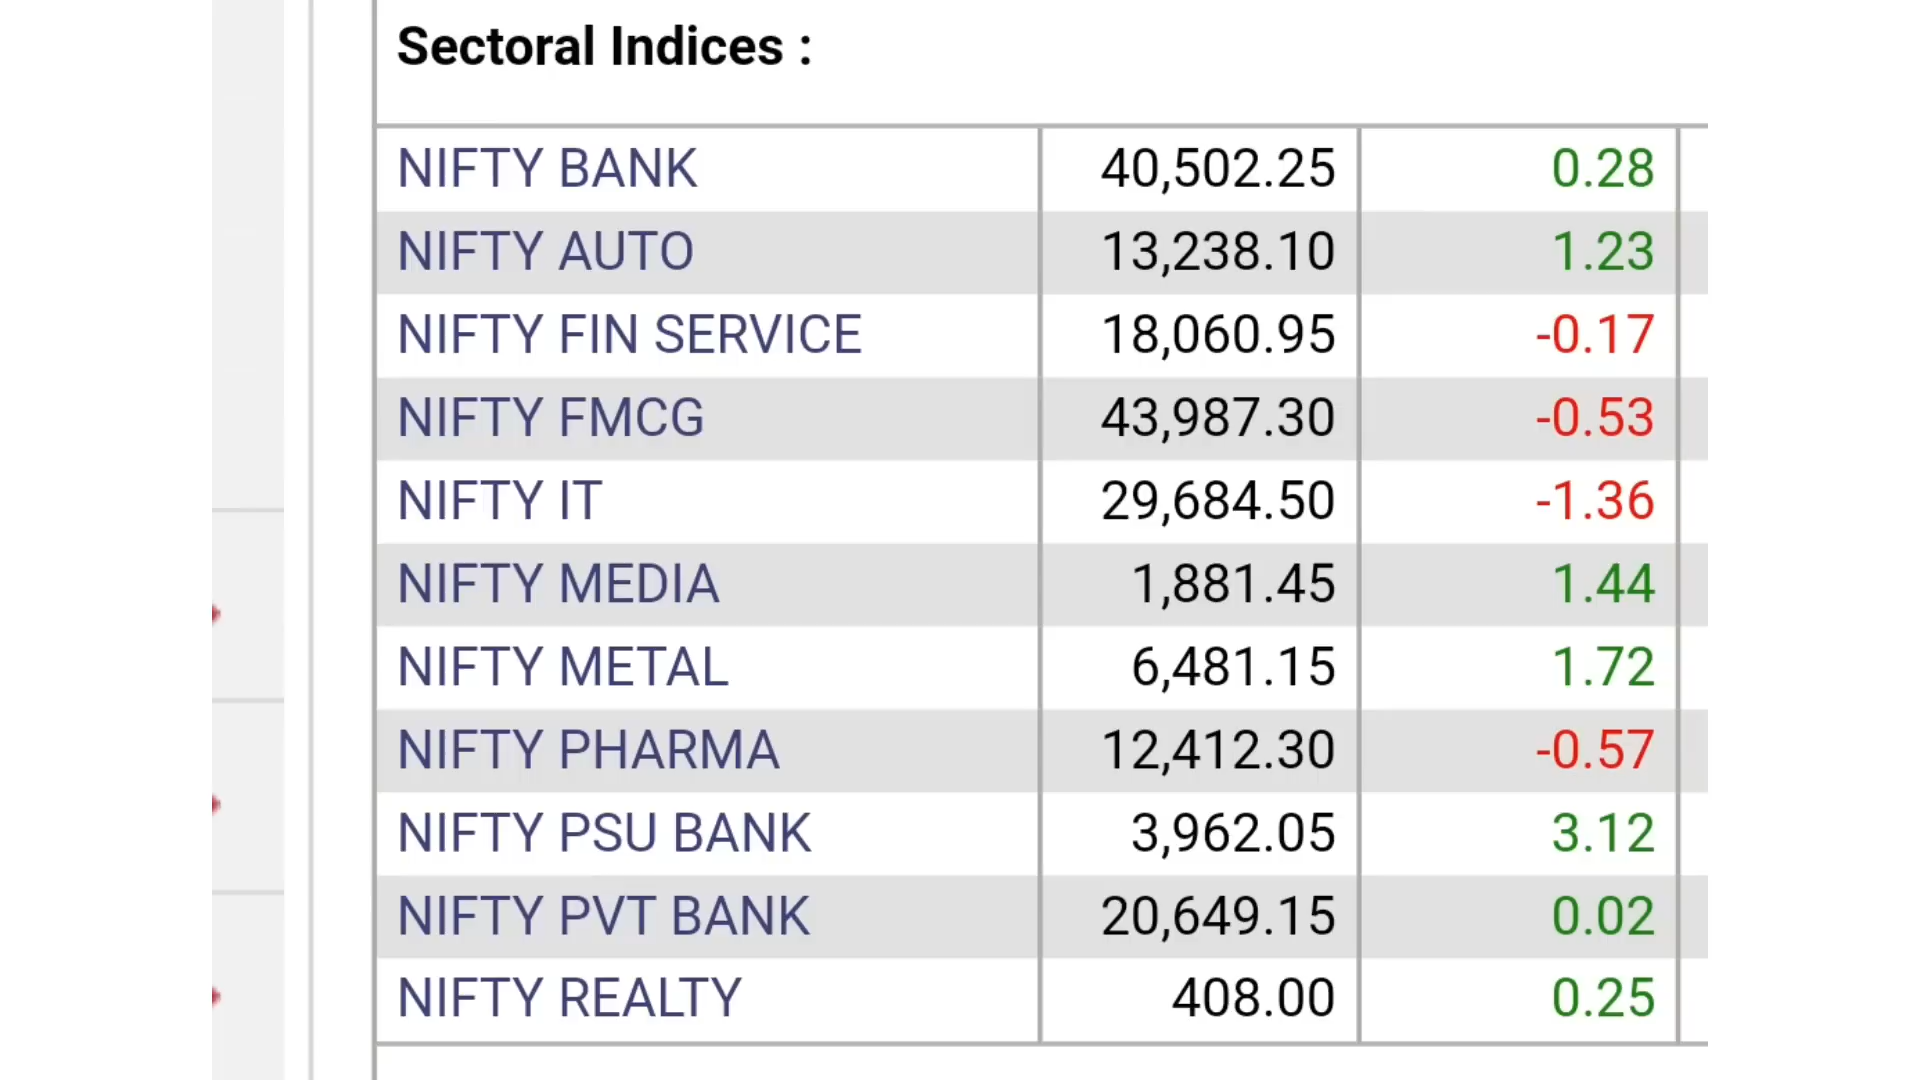 Sectoral Indices :
NIFTY BANK 40,502.25 0.28
NIFTY AUTO 13,238.10 1.23
NIFTY FIN SERVICE 18,060.95 -0.17
NIFTY FMCG 43,987.30 -0.53
NIFTY IT 29,684.50 -1.36
NIFTY MEDIA 1,881.45 1.44
NIFTY METAL 6,481.15 1.72
NIFTY PHARMA 12,412.30 -0.57
NIFTY PSU BANK 3,962.05 3.12
NIFTY PVT BANK 20,649.15 0.02
NIFTY REALTY 408.00 0.25